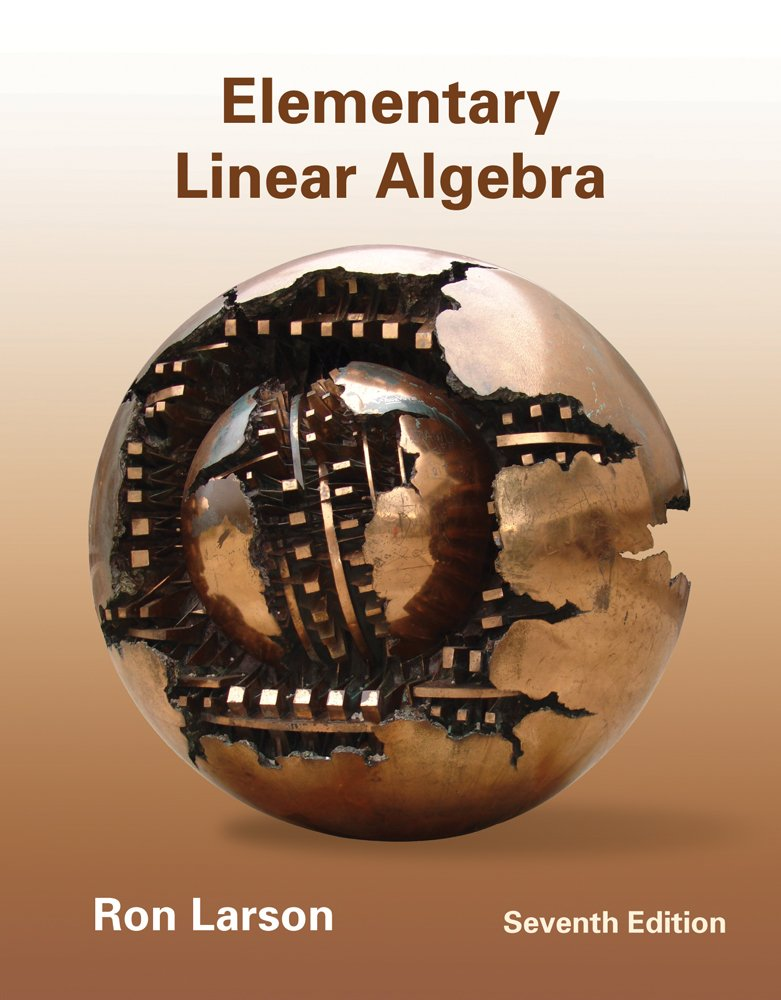 Elementary
Linear Algebra
Ron Larson
Seventh Edition